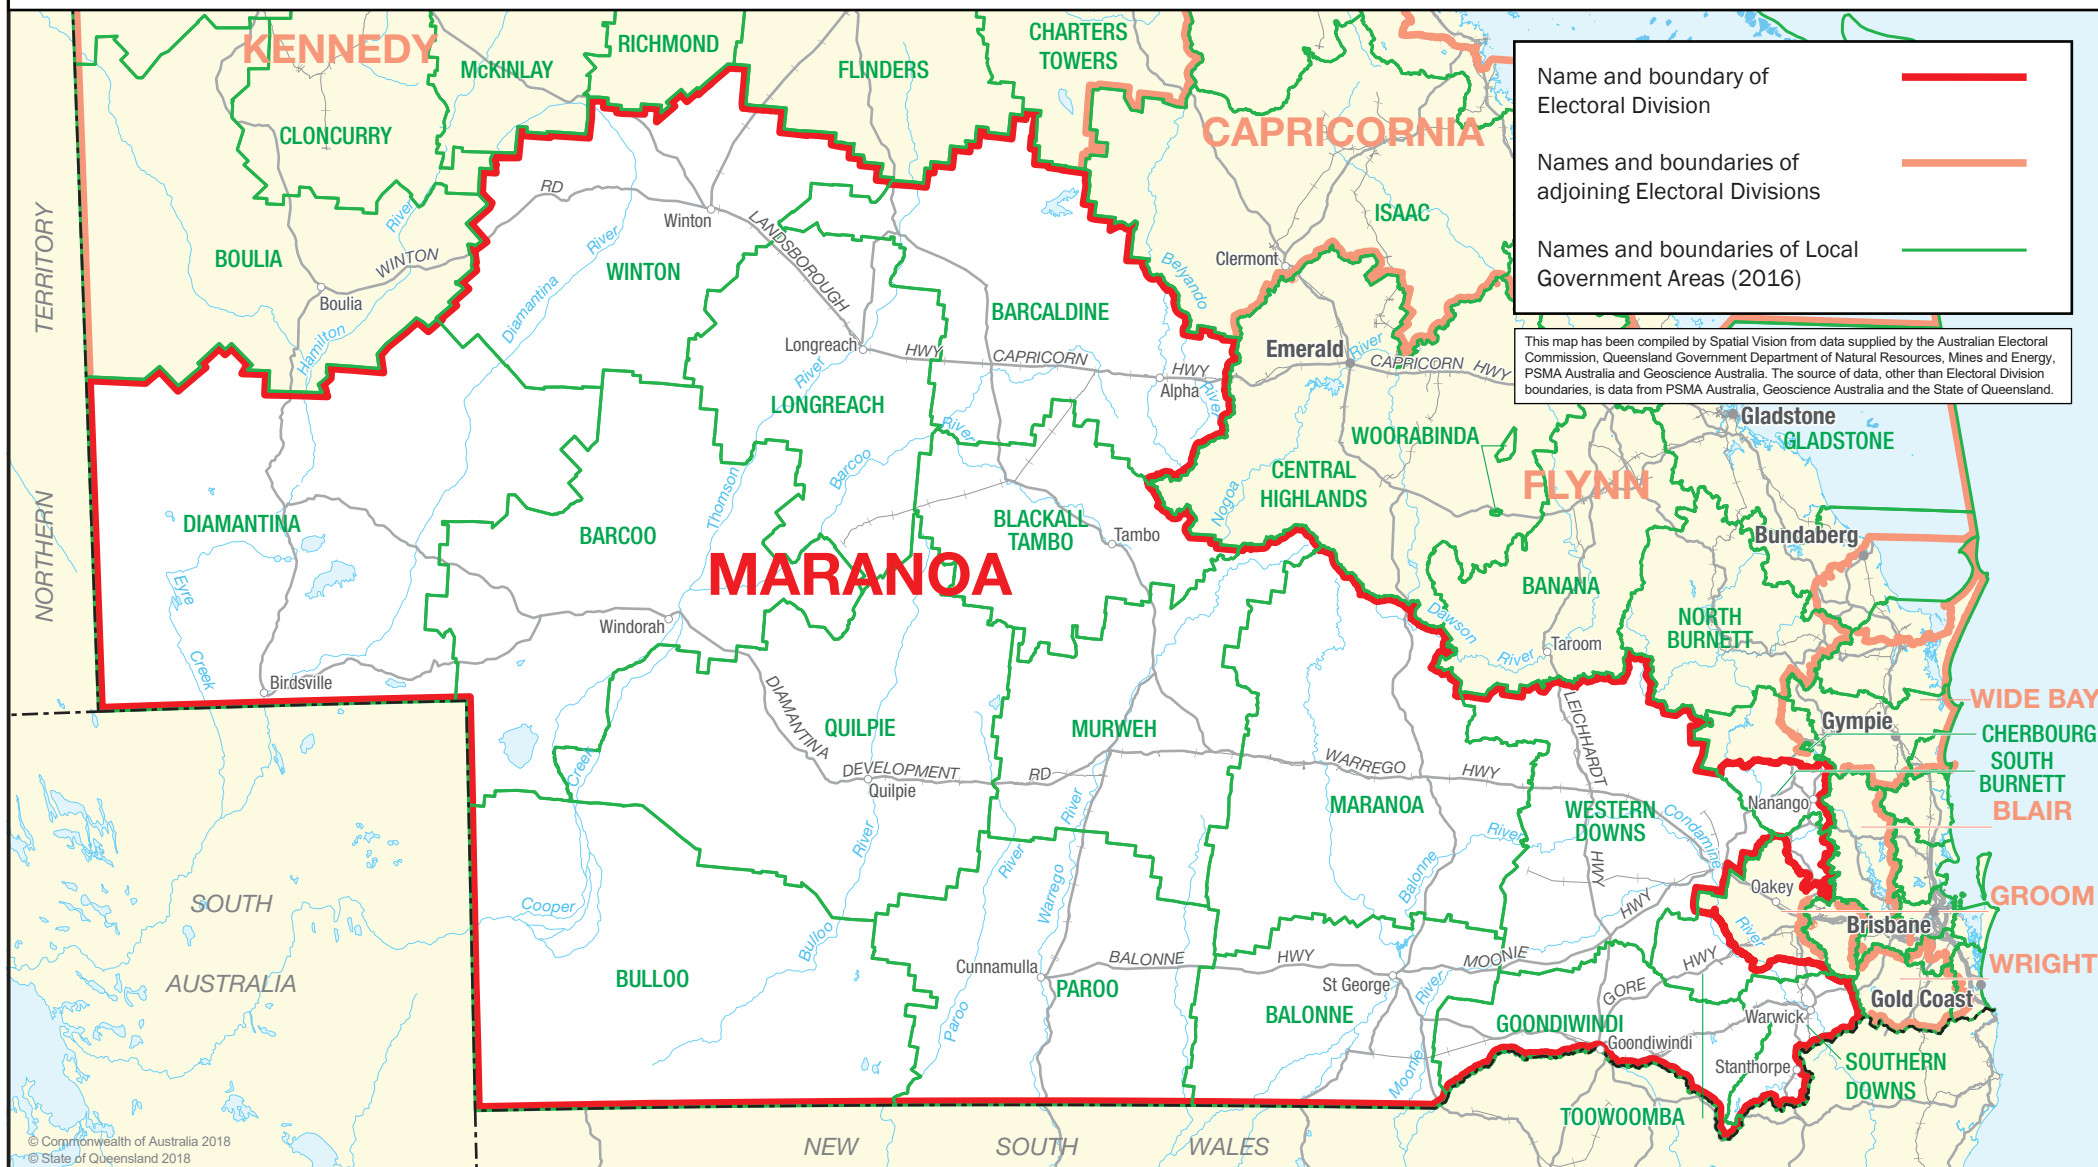 KENNEDY
RICHMOND
McKINLAY
FLINDERS
CHARTERS
TOWERS
CLONCURRY
CAPRICORNIA
ISAAC
BOULIA
Boulia
WINTON
RD
River
Hamilton
Winton
WINTON
River
Diamantina
LANDSBOROUGH
Longreach
HWY
CAPRICORN
HWY
BARCALDINE
Alpha
Belyando
River
Clermont
Emerald
River
CAPRICORN HWY
Name and boundary of
Electoral Division
Names and boundaries of
adjoining Electoral Divisions
Names and boundaries of Local
Government Areas (2016)
This map has been compiled by Spatial Vision from data supplied by the Australian Electoral
Commission, Queensland Government Department of Natural Resources, Mines and Energy,
PSMA Australia and Geoscience Australia. The source of data, other than Electoral Division
boundaries, is data from PSMA Australia, Geoscience Australia and the State of Queensland.
TERRITORY
NORTHERN
LONGREACH
River
Thomson
Barcoo
River
WOORABINDA
CENTRAL
HIGHLANDS
Nogoa
FLYNN
Gladstone
GLADSTONE
Bundaberg
DIAMANTINA
BARCOO
BLACKALL
TAMBO
Tambo
MARANOA
BANANA
NORTH
BURNETT
Dawson
River
Taroom
Eyre
Creek
Windorah
Birdsville
DIAMANTINA
QUILPIE
DEVELOPMENT
RD
Quilpie
MURWEH
WARREGO
HWY
LEICHHARDT
HWY
Gympie
WIDE BAY
CHERBOURG
SOUTH
BURNETT
BLAIR
Nanango
MARANOA
WESTERN
DOWNS
Condamine
River
Balonne
Creek
Cooper
River
Bulloo
River
River
Warrego
Paroo
Oakey
GROOM
Brisbane
River
WRIGHT
Gold Coast
SOUTH
AUSTRALIA
BULLOO
Cunnamulla
PAROO
BALONNE
HWY
MOONIE
HWY
St George
BALONNE
River
Moonie
GORE
HWY
GOONDIWINDI
Goondiwindi
Warwick
Stanthorpe
SOUTHERN
DOWNS
TOOWOOMBA
NEW SOUTH WALES
© Commonwealth of Australia 2018
© State of Queensland 2018